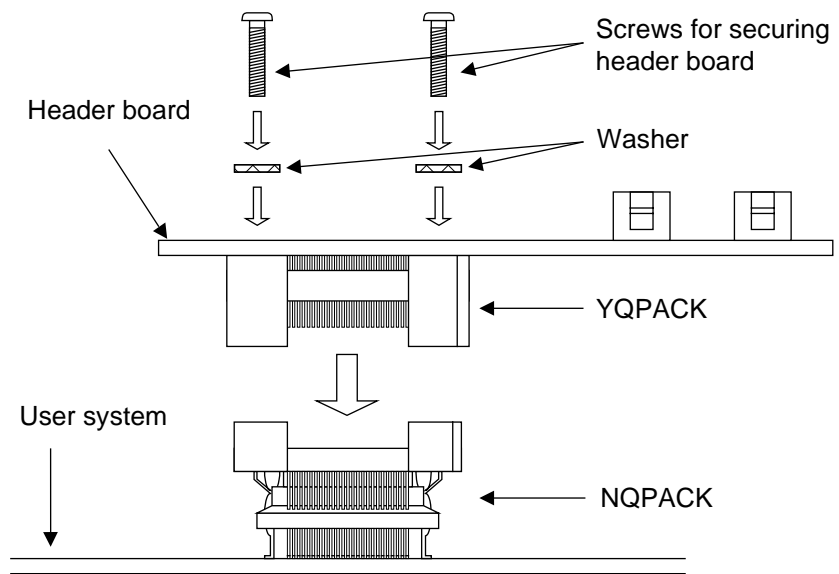 Screws for securing
header board
Header board
Washer
YQPACK
User system
NQPACK